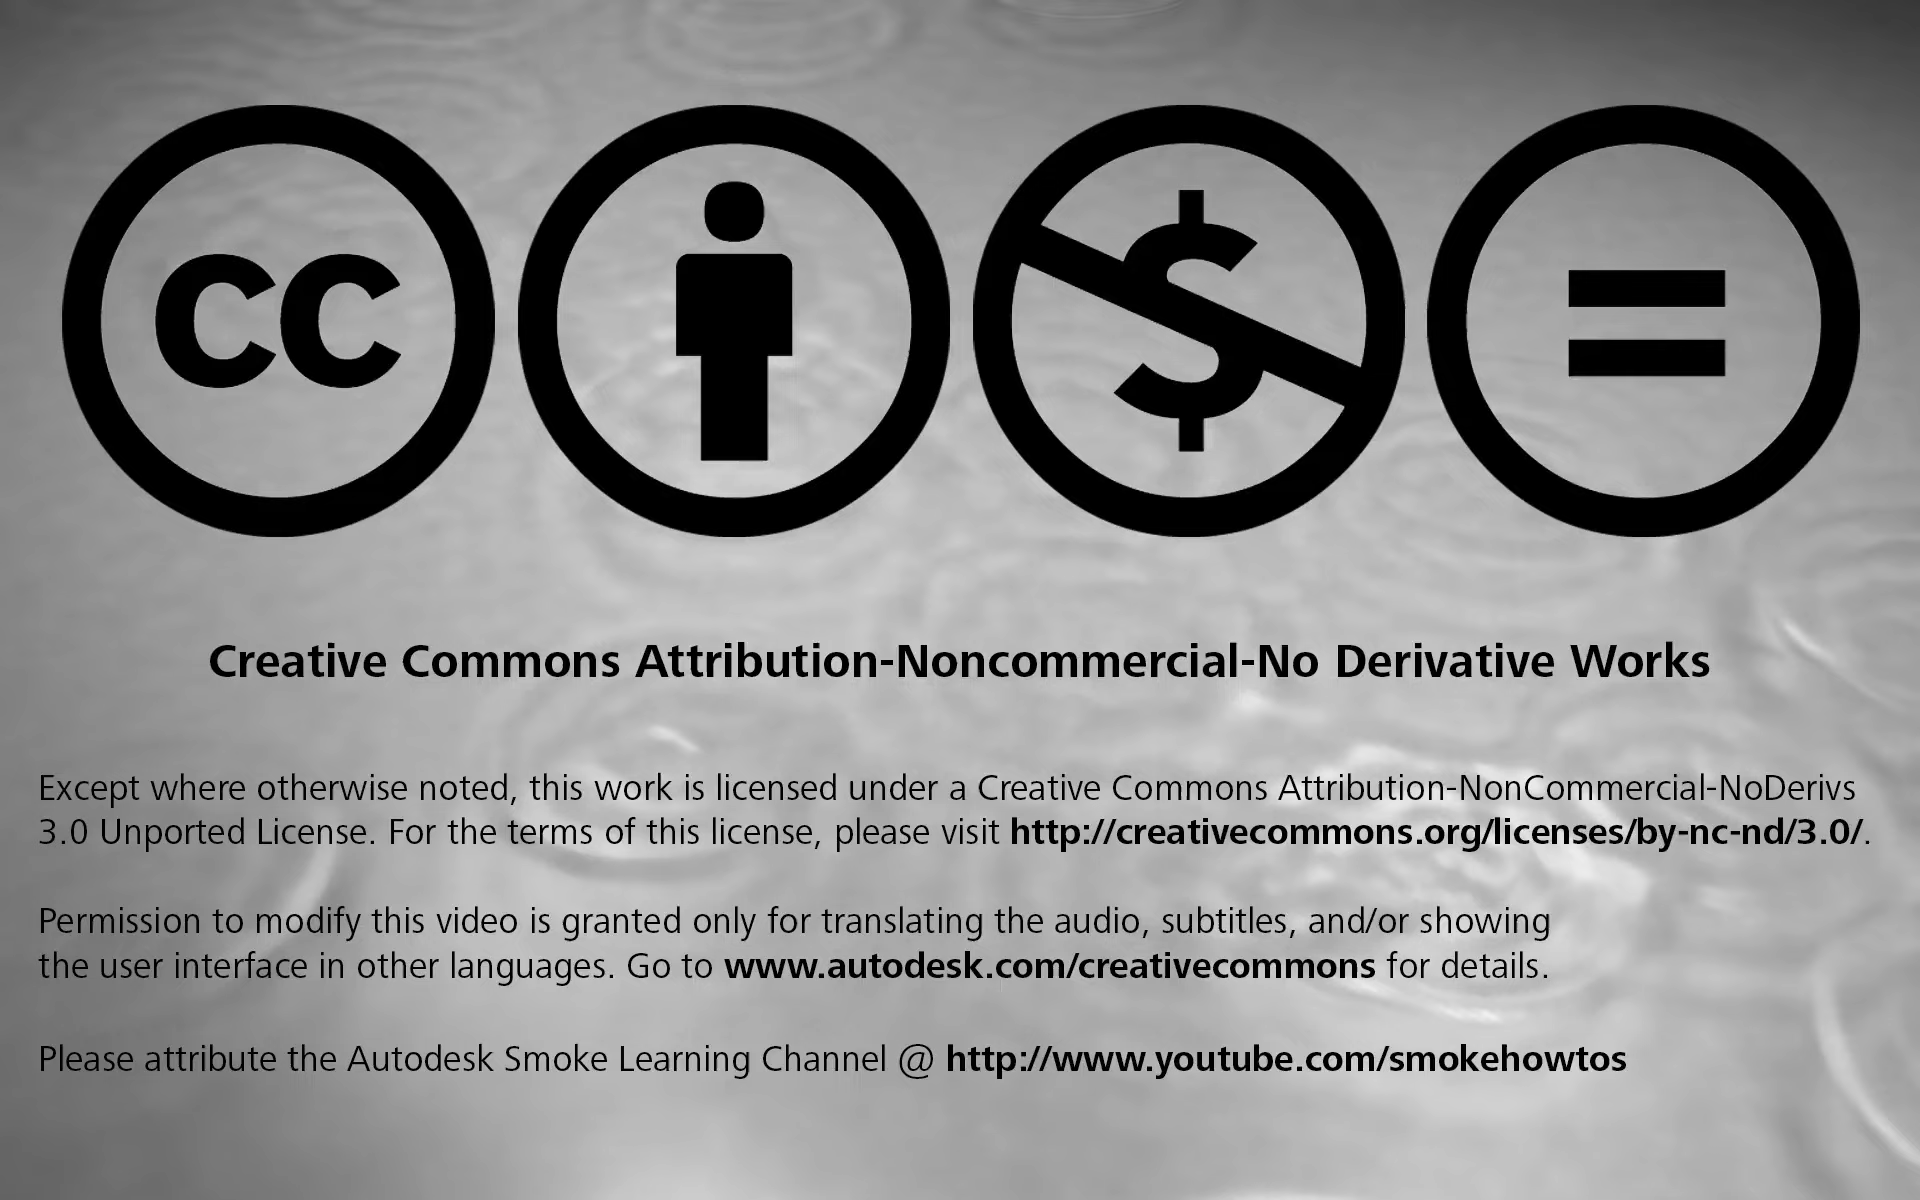 cc
$
=
Creative Commons Attribution-Noncommercial-No Derivative Works
Except where otherwise noted, this work is licensed under a Creative Commons Attribution-NonCommercial-NoDerivs
3.0 Unported License. For the terms of this license, please visit http://creativecommons.org/licenses/by-nc-nd/3.0/.
Permission to modify this video is granted only for translating the audio, subtitles, and/or showing
the user interface in other languages. Go to www.autodesk.com/creativecommons for details.
Please attribute the Autodesk Smoke Learning Channel @ http://www.youtube.com/smokehowtos